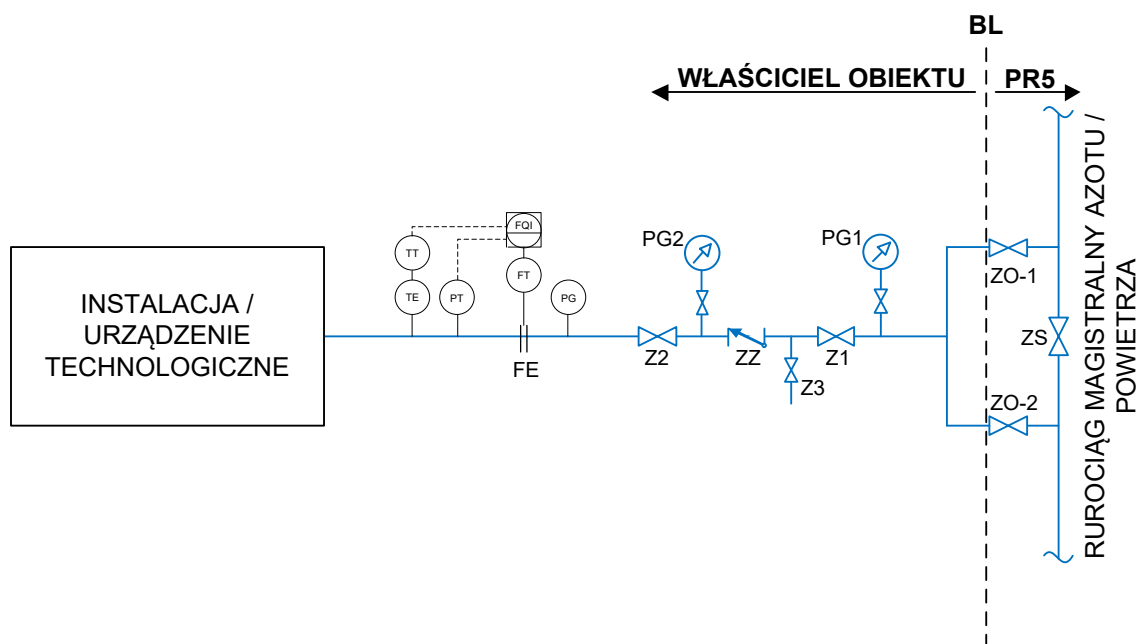 BL
WŁAŚCICIEL OBIEKTU
PR5
RUROCIĄG MAGISTRALNY AZOTU /
POWIETRZA
FQI
TT
FT
TE
PT
PG
FE
PG2
PG1
ZO-1
ZS
ZO-2
Z2
ZZ
Z1
Z3
INSTALACJA /
URZĄDZENIE
TECHNOLOGICZNE